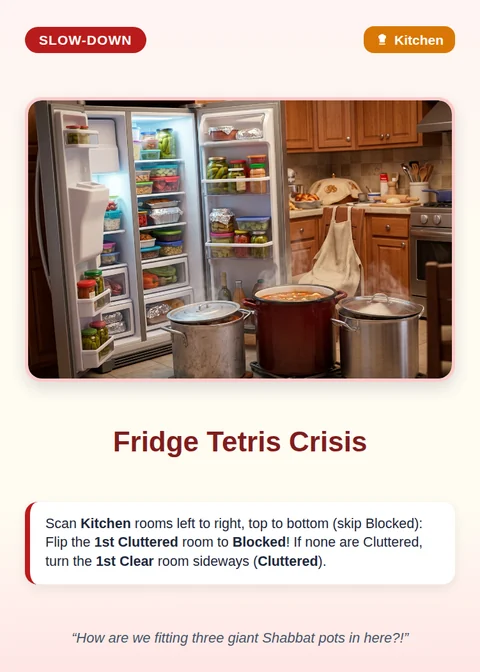 SLOW-DOWN
Kitchen
Fridge Tetris Crisis
Scan Kitchen rooms left to right, top to bottom (skip Blocked):
Flip the 1st Cluttered room to Blocked! If none are Cluttered,
turn the 1st Clear room sideways (Cluttered).
“How are we fitting three giant Shabbat pots in here?!”